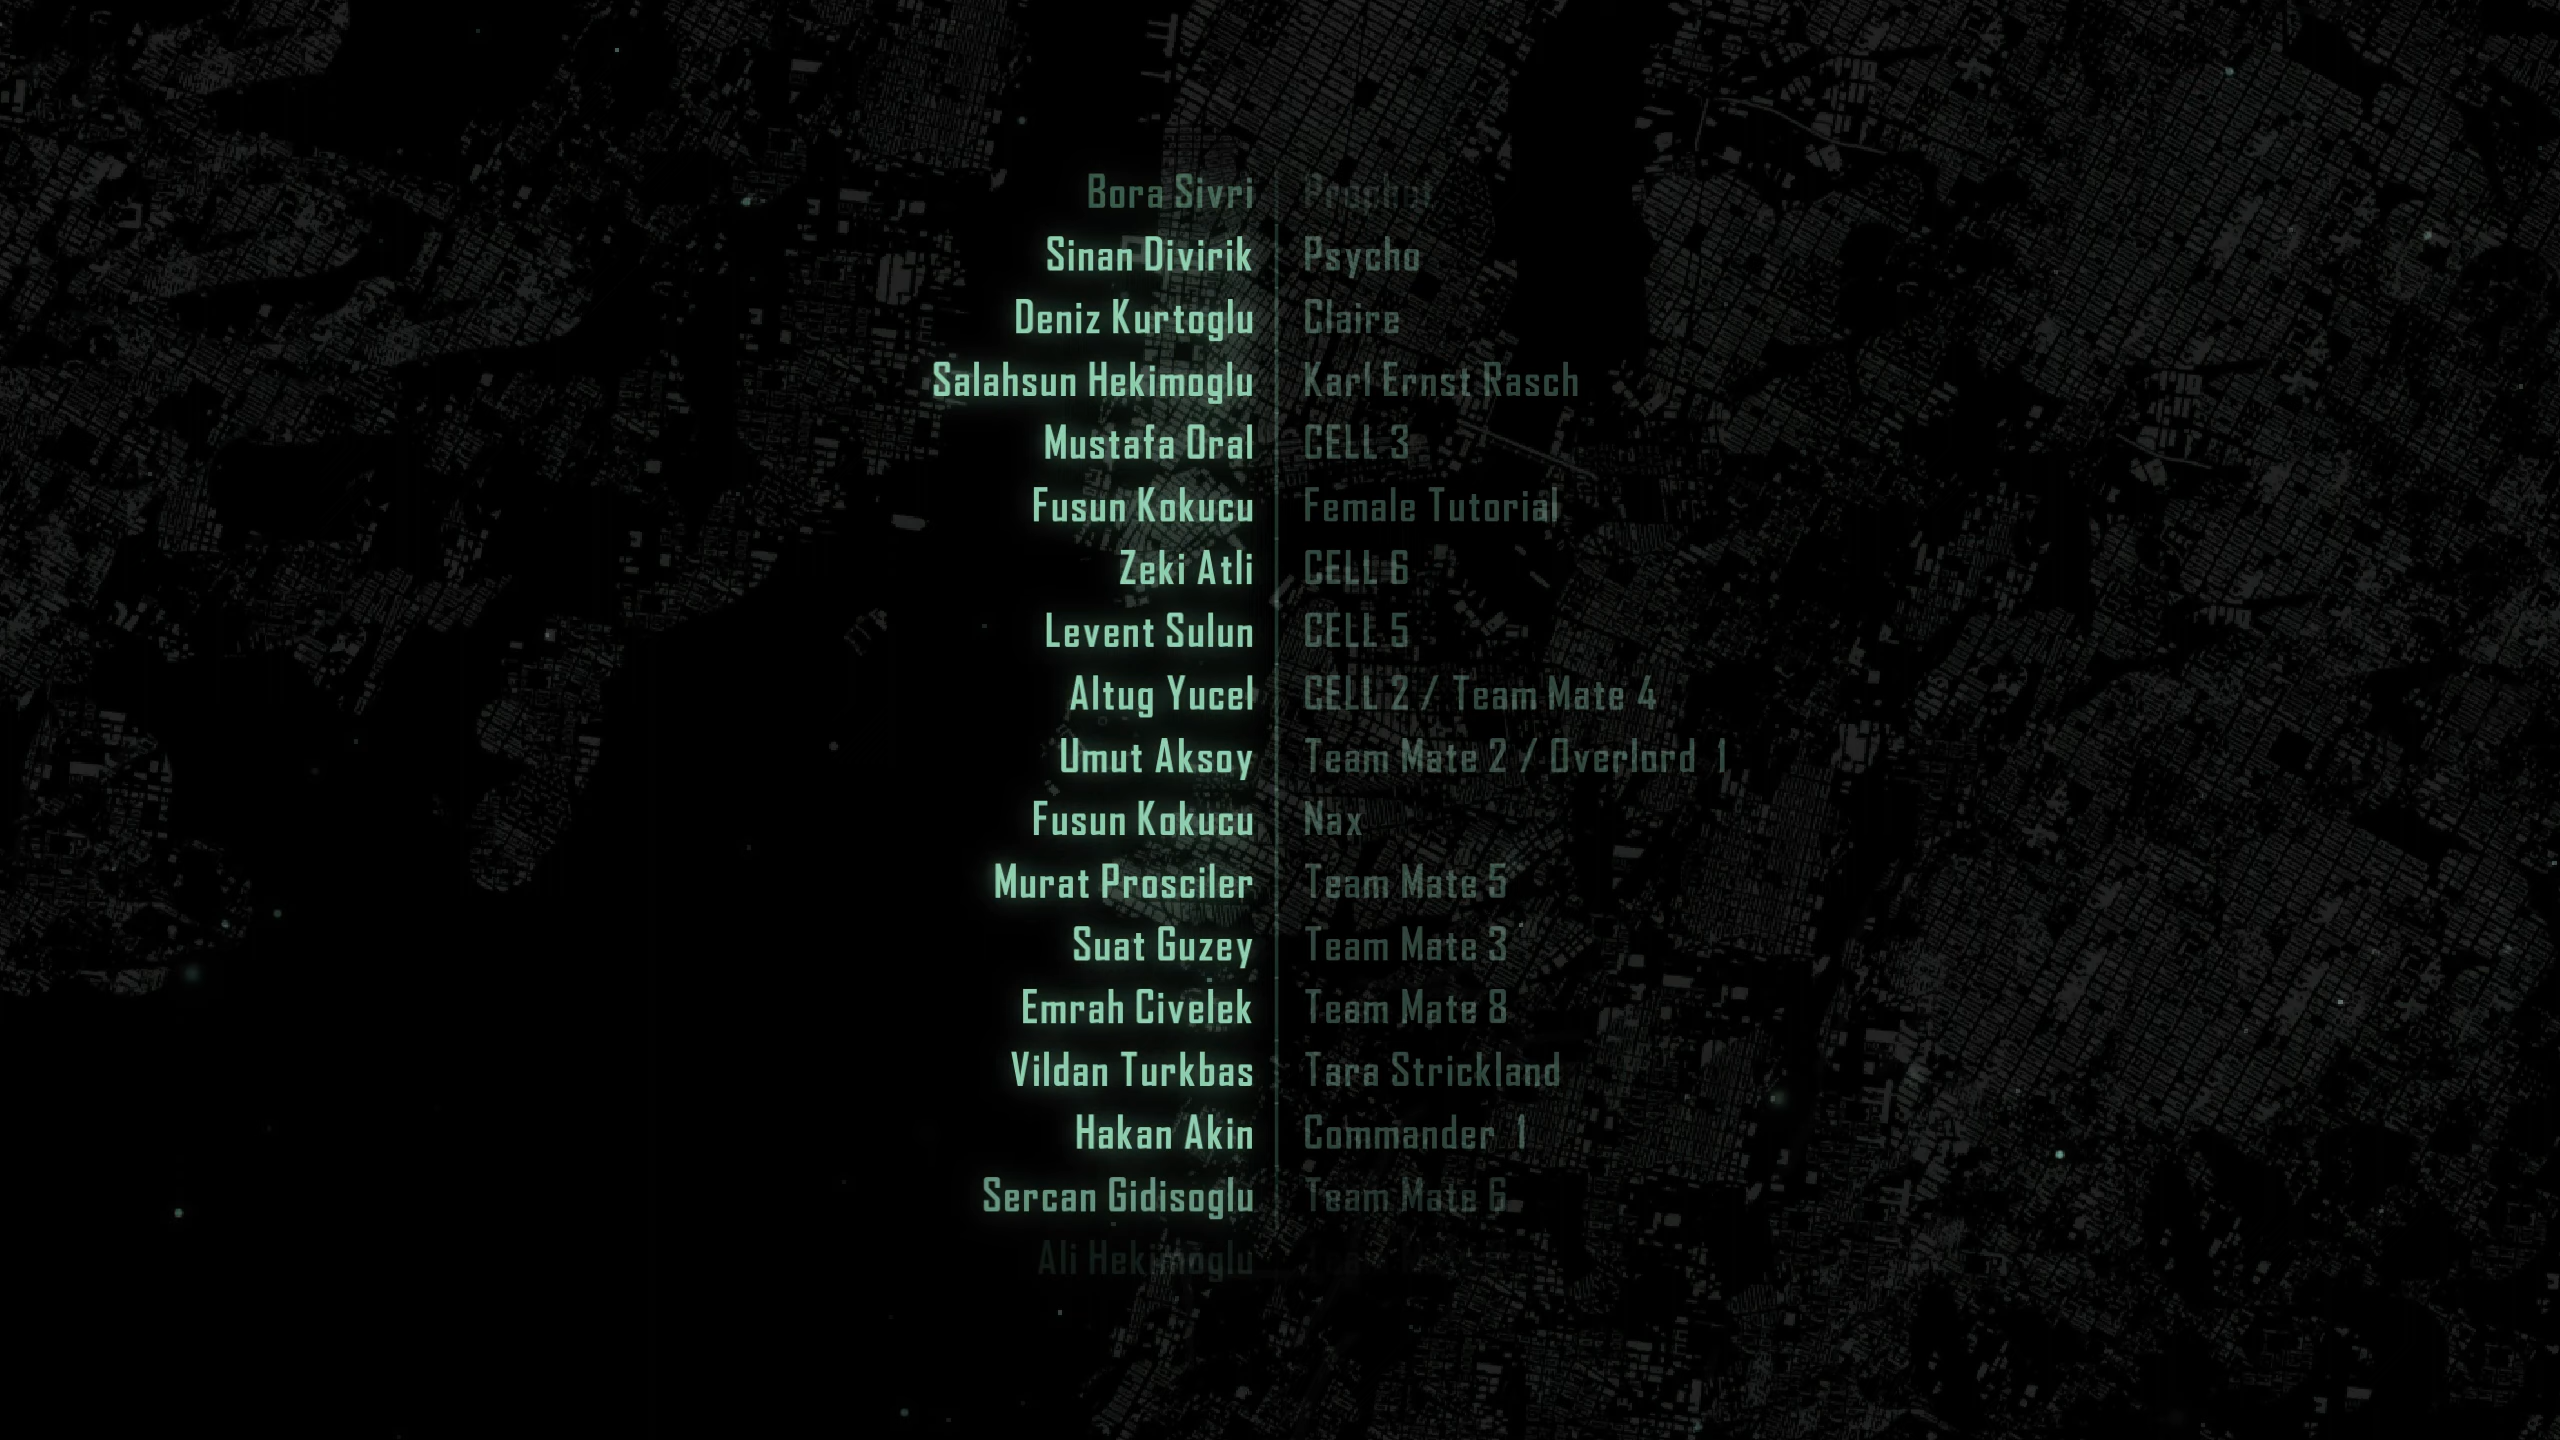 Bora Sivri Prophet
Sinan Divirik Psycho
Deniz Kurtoglu Claire
Salahsun Hekimoglu Karl Ernst Rasch
Mustafa Oral CELL 3
Fusun Kokucu Female Tutorial
Zeki Atli CELL 6
Levent Sulun CELL 5
Altug Yucel CELL 2 / Team Mate 4
Umut Aksoy Team Mate 2 / Overlord 1
Fusun Kokucu Nax
Murat Prosciler Team Mate 5
Suat Guzey Team Mate 3
Emrah Civelek Team Mate 8
Vildan Turkbas Tara Strickland
Hakan Akin Commander 1
Sercan Gidisoglu Team Mate 6
Ali Hekimoglu